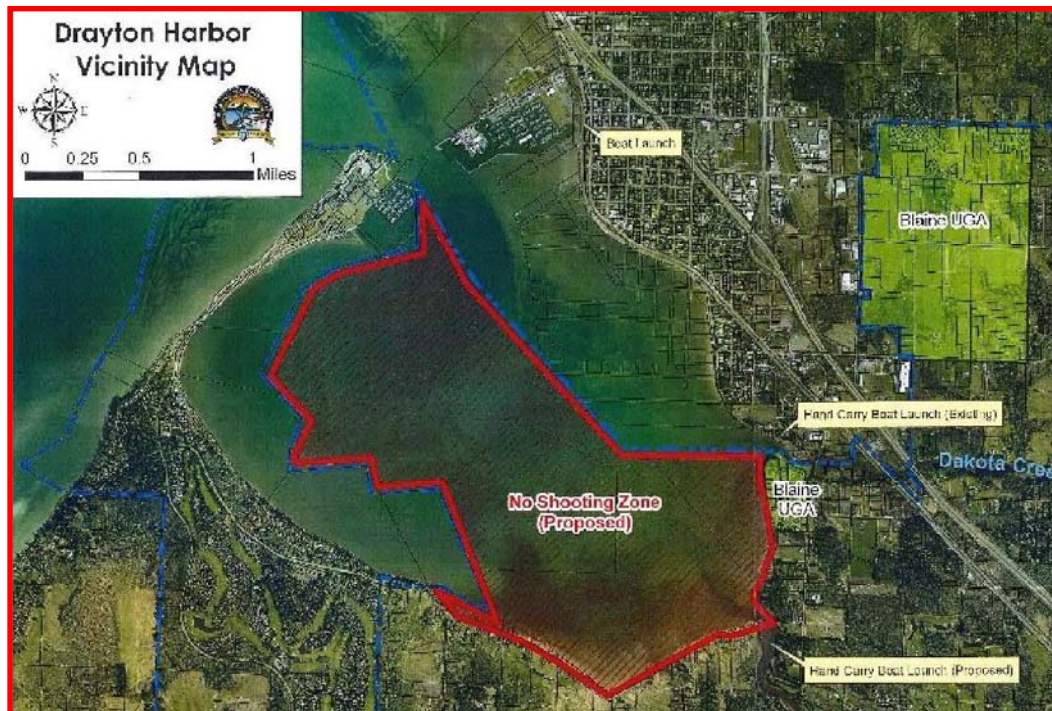 Drayton Harbor
Vicinity Map
N
W
E
S
0 0.25 0.5 1
Miles
Boat Launch
Blaine UGA
Hand Carry Boat Launch (Existing)
Dakota Cree
Blaine
UGA
No Shooting Zone
(Proposed)
Hand Carry Boat Launch (Proposed)